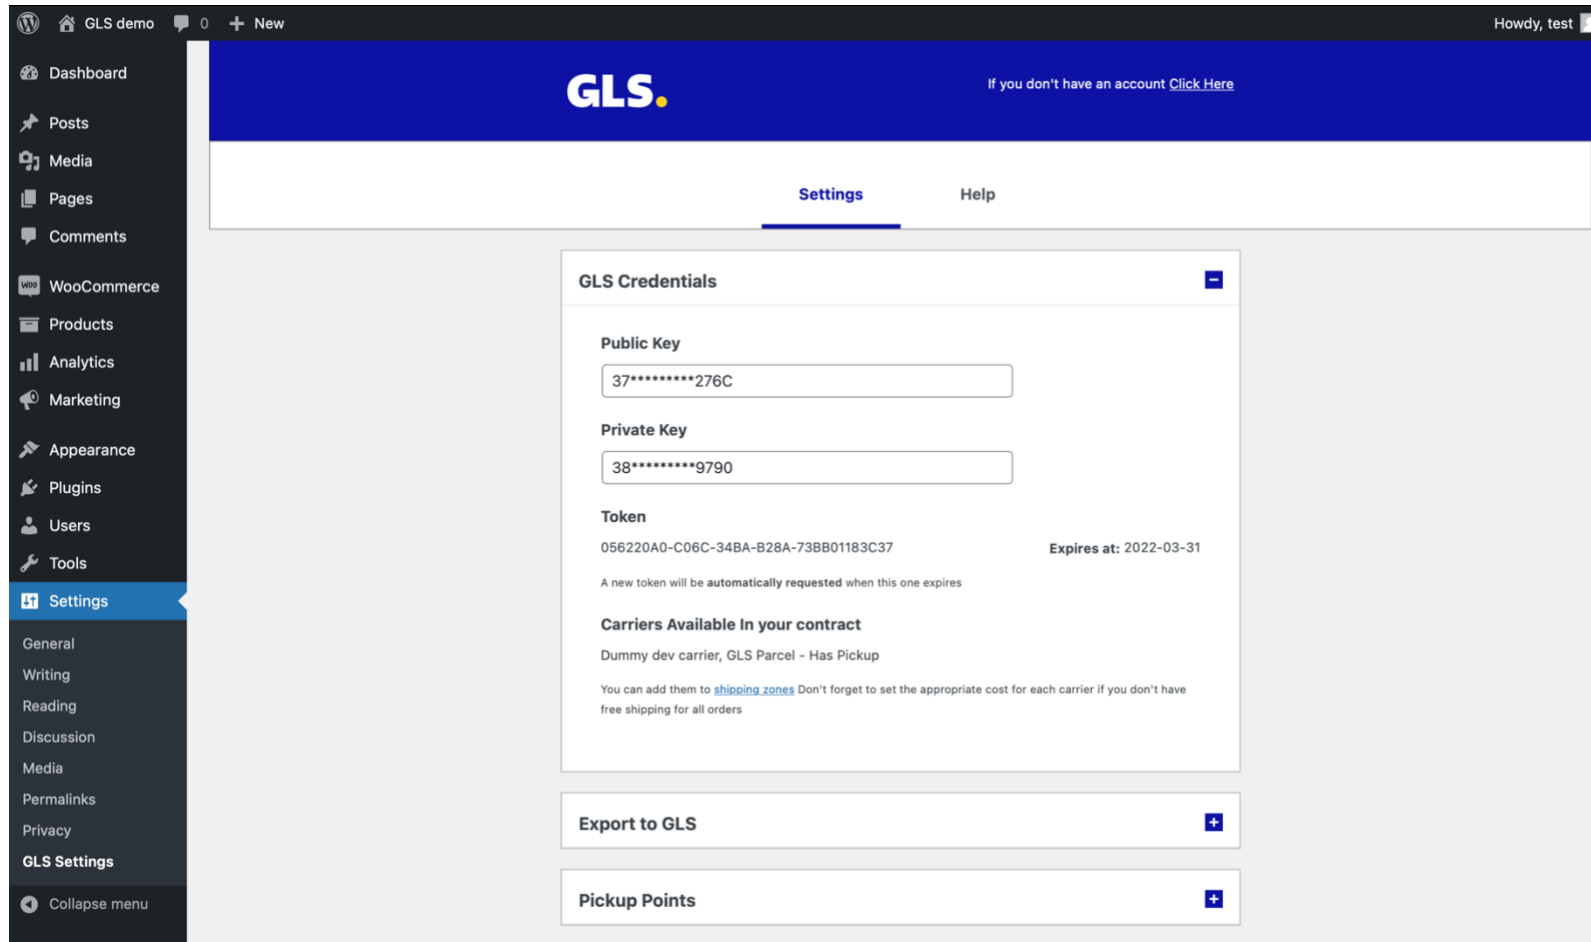 GLS demo 0 + New Howdy, test
Dashboard
Posts
Media
Pages
Comments
WOO WooCommerce
Products
Analytics
Marketing
Appearance
Plugins
Users
Tools
Settings
General
Writing
Reading
Discussion
Media
Permalinks
Privacy
GLS Settings
Collapse menu
GLS.
If you don't have an account Click Here
Settings Help
GLS Credentials
Public Key
37*********276C
Private Key
38*********9790
Token
056220A0-C06C-34BA-B28A-73BB01183C37 Expires at: 2022-03-31
A new token will be automatically requested when this one expires
Carriers Available In your contract
Dummy dev carrier, GLS Parcel - Has Pickup
You can add them to shipping zones Don't forget to set the appropriate cost for each carrier if you don't have
free shipping for all orders
Export to GLS
Pickup Points